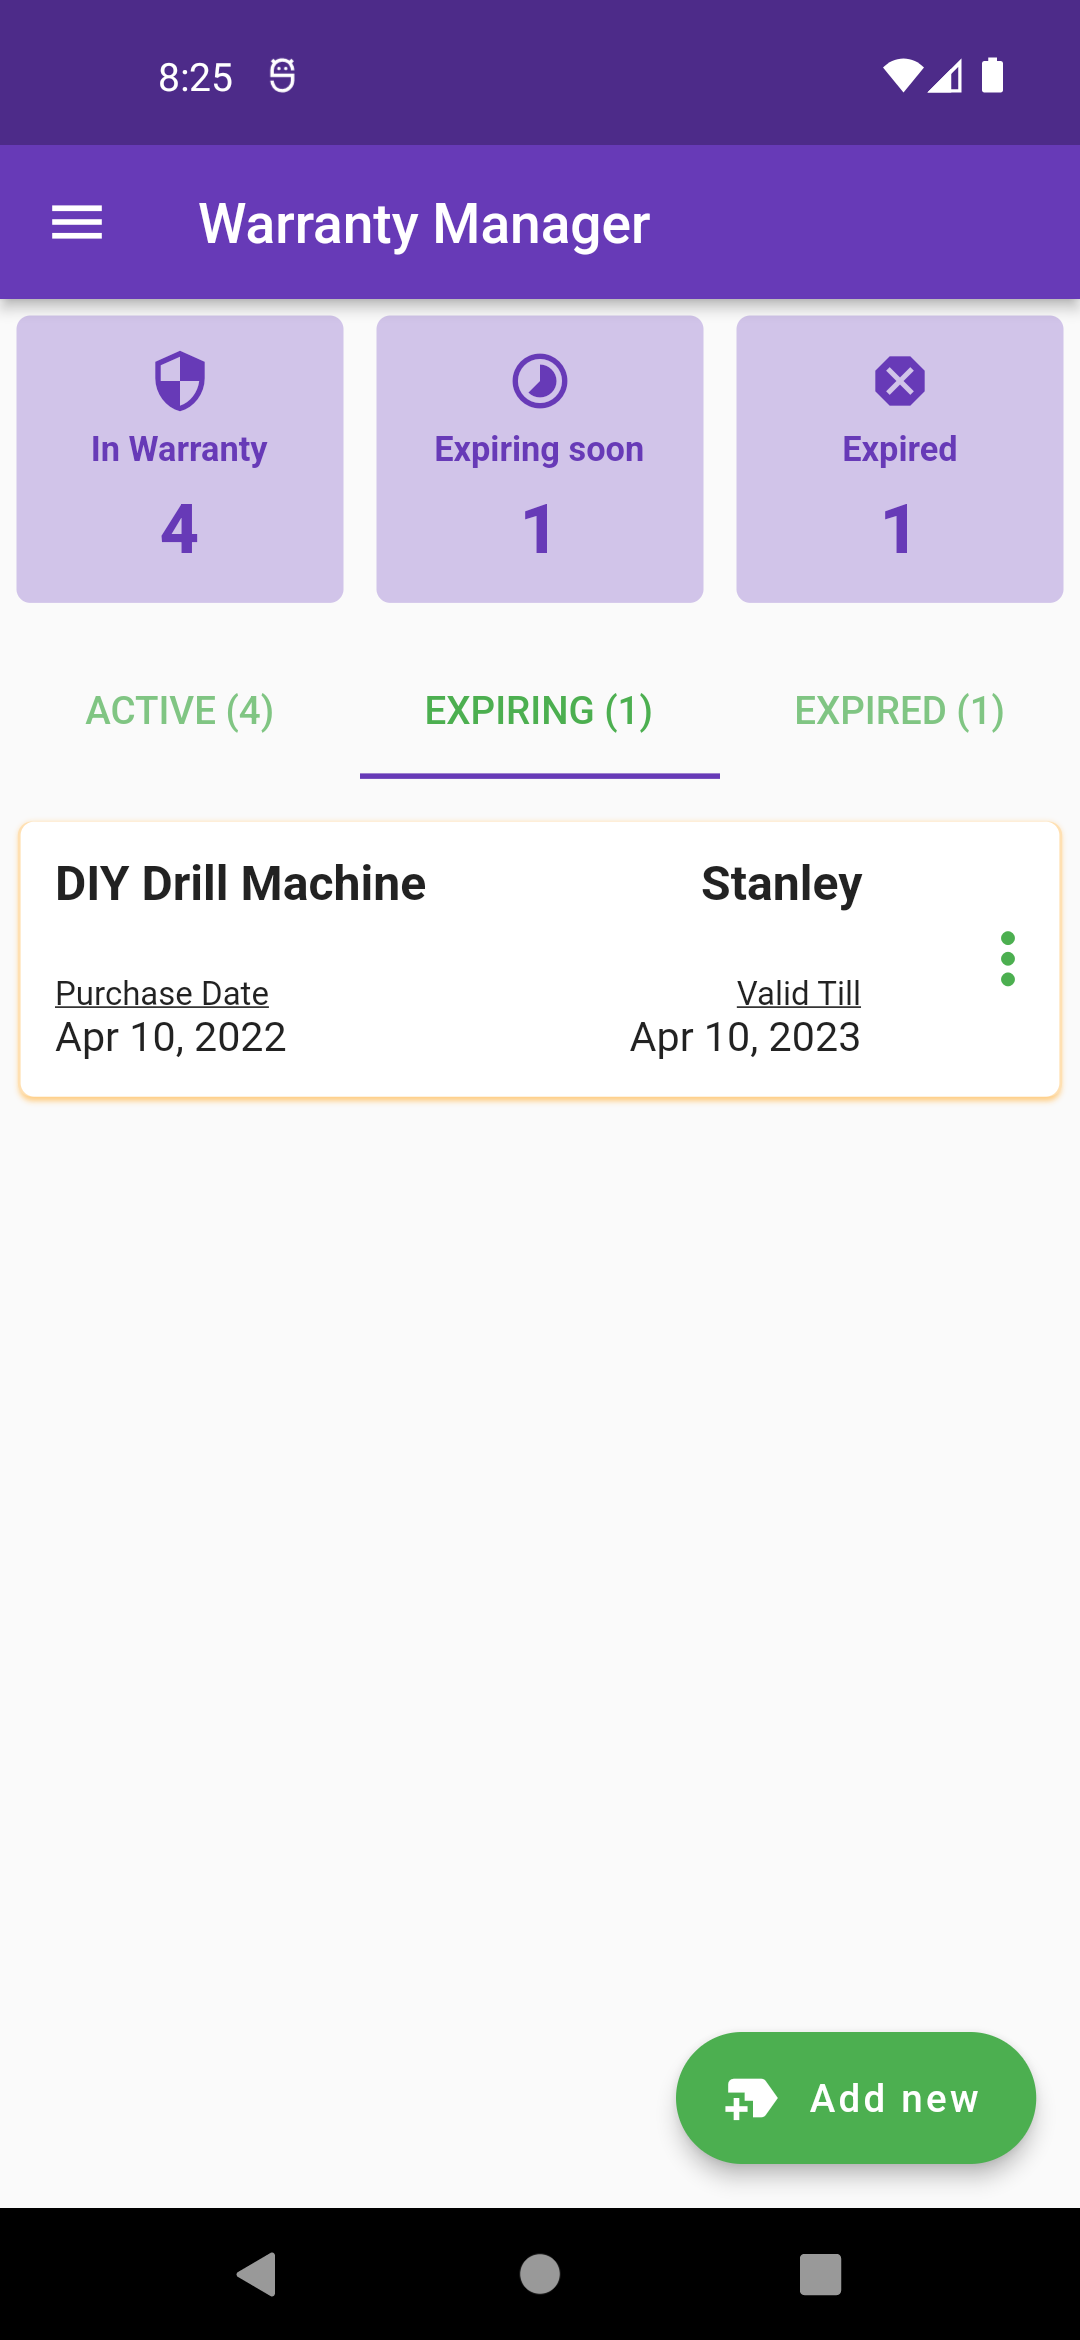 8:25
Warranty Manager
In Warranty
4
Expiring soon
1
Expired
1
ACTIVE (4)
EXPIRING (1)
EXPIRED (1)
DIY Drill Machine
Stanley
Purchase Date
Valid Till
Apr 10, 2022
Apr 10, 2023
Add new